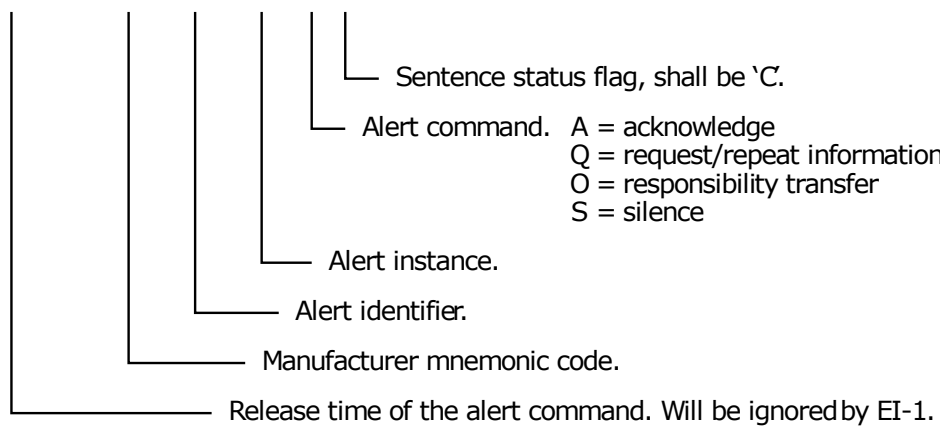 Sentence status flag, shall be ‘C’.
Alert command. A = acknowledge
Q = request/repeat information
O = responsibility transfer
S = silence
Alert instance.
Alert identifier.
Manufacturer mnemonic code.
Release time of the alert command. Will be ignored by EI-1.